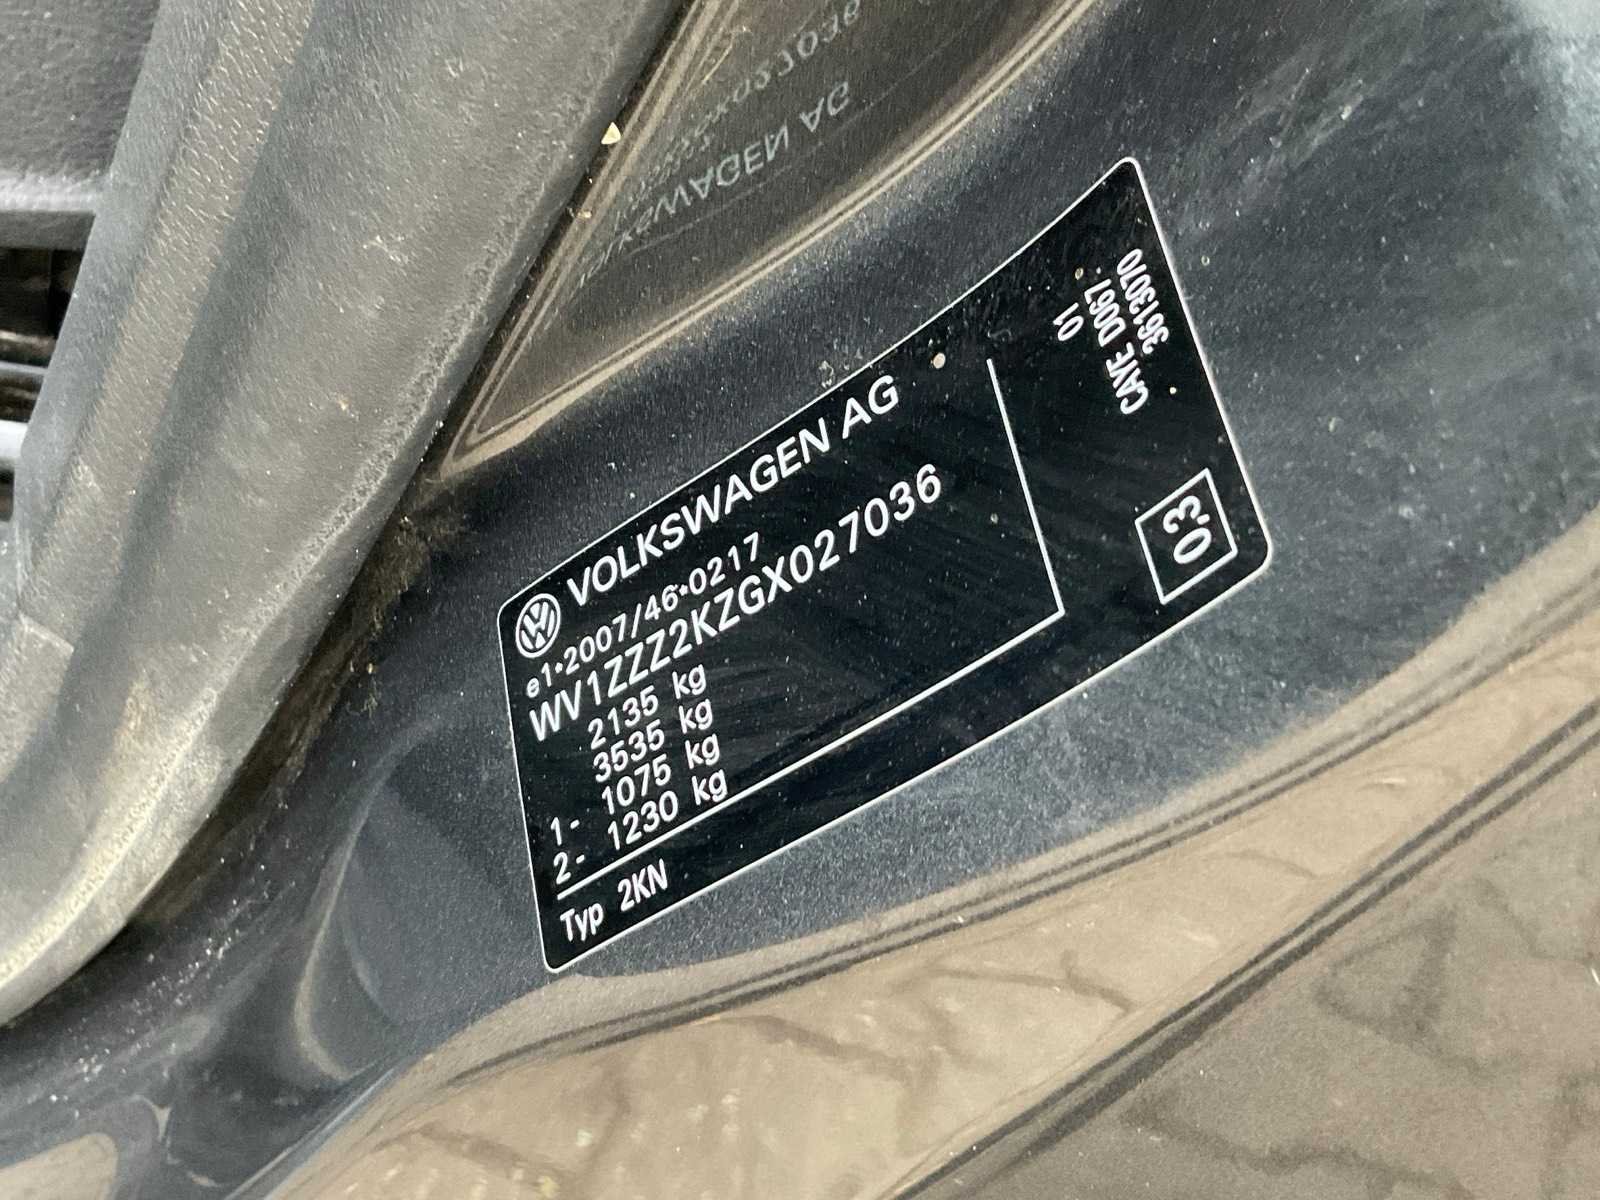 VOLKSWAGEN AG
e1*2007/46*0217
WV1ZZZ2KZGX027036
2135 kg
3535 kg
1- 1075 kg
2- 1230 kg
Typ 2KN
01
CAYE D067
3613070
03
VOLKSWAGEN AG